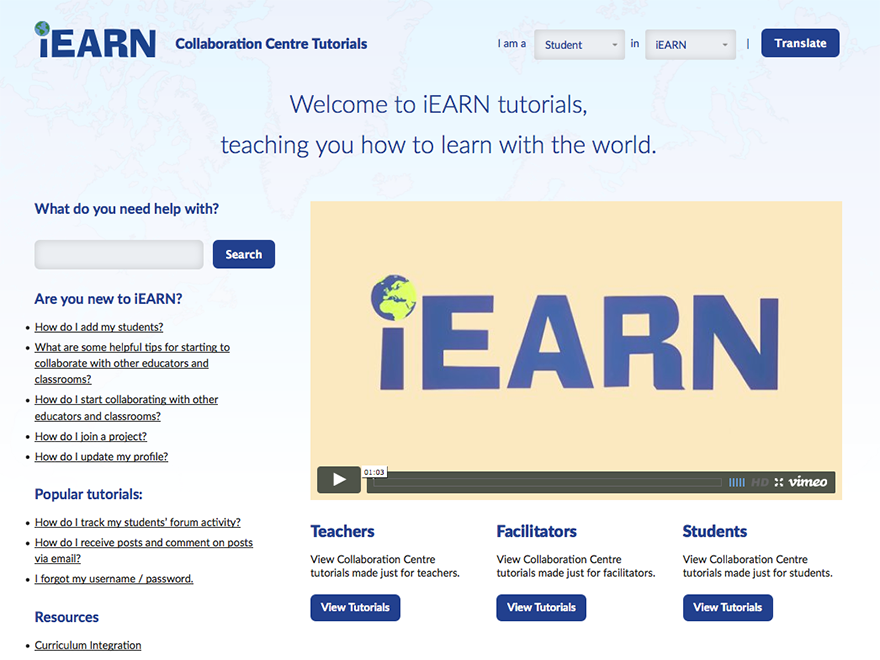 iEARN Collaboration Centre Tutorials I am a Student in iEARN | Translate
Welcome to iEARN tutorials,
teaching you how to learn with the world.
What do you need help with?
Search
Are you new to iEARN?
• How do I add my students?
• What are some helpful tips for starting to
collaborate with other educators and
classrooms?
• How do I start collaborating with other
educators and classrooms?
• How do I join a project?
• How do I update my profile?
Popular tutorials:
• How do I track my students' forum activity?
• How do I receive posts and comment on posts
via email?
• I forgot my username / password.
Resources
• Curriculum Integration
iEARN
01:03
HD vimeo
Teachers
View Collaboration Centre
tutorials made just for teachers.
View Tutorials
Facilitators
View Collaboration Centre
tutorials made just for facilitators.
View Tutorials
Students
View Collaboration Centre
tutorials made just for students.
View Tutorials